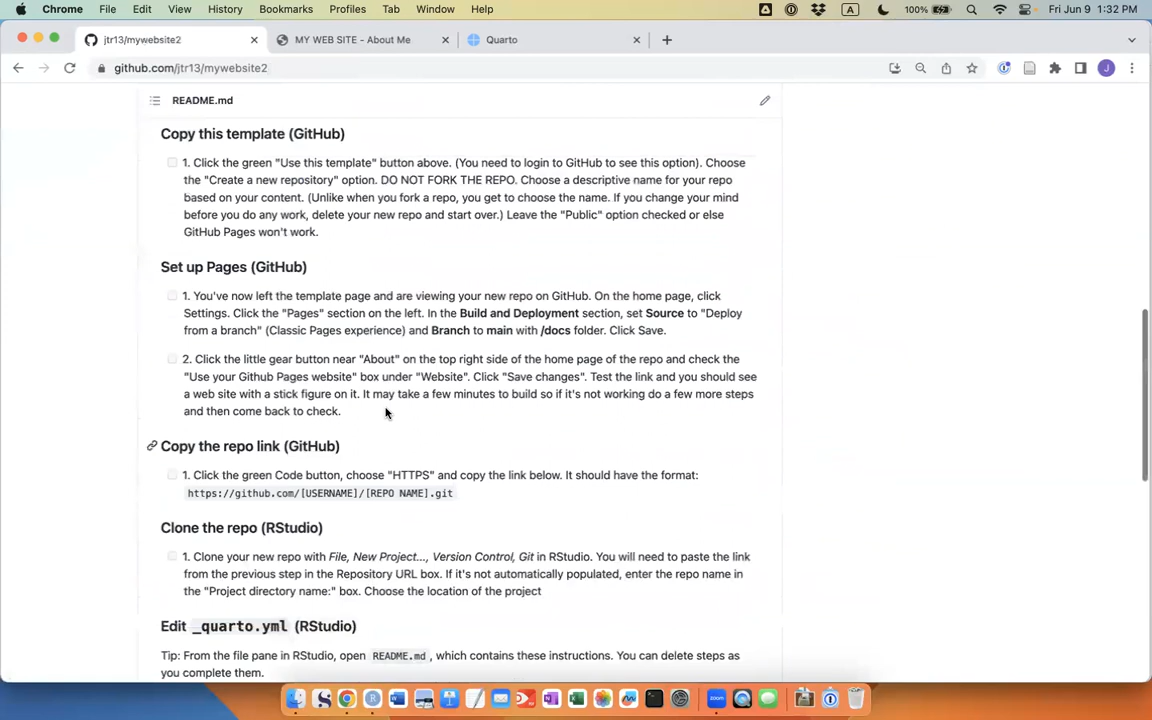 Chrome File Edit View History Bookmarks Profiles Tab Window Help A 100% Fri Jun 9 1:32 PM
jtr13/mywebsite2 MY WEB SITE - About Me Quarto
github.com/jtr13/mywebsite2 J
README.md
Copy this template (GitHub)
1. Click the green "Use this template" button above. (You need to login to GitHub to see this option). Choose
the "Create a new repository" option. DO NOT FORK THE REPO. Choose a descriptive name for your repo
based on your content. (Unlike when you fork a repo, you get to choose the name. If you change your mind
before you do any work, delete your new repo and start over.) Leave the "Public" option checked or else
GitHub Pages won't work.
Set up Pages (GitHub)
1. You've now left the template page and are viewing your new repo on GitHub. On the home page, click
Settings. Click the "Pages" section on the left. In the Build and Deployment section, set Source to "Deploy
from a branch" (Classic Pages experience) and Branch to main with /docs folder. Click Save.
2. Click the little gear button near "About" on the top right side of the home page of the repo and check the
"Use your Github Pages website" box under "Website". Click "Save changes". Test the link and you should see
a web site with a stick figure on it. It may take a few minutes to build so if it's not working do a few more steps
and then come back to check.
Copy the repo link (GitHub)
1. Click the green Code button, choose "HTTPS" and copy the link below. It should have the format:
https://github.com/[USERNAME]/[REPO NAME].git
Clone the repo (RStudio)
1. Clone your new repo with File, New Project..., Version Control, Git in RStudio. You will need to paste the link
from the previous step in the Repository URL box. If it's not automatically populated, enter the repo name in
the "Project directory name:" box. Choose the location of the project
Edit _quarto.yml (RStudio)
Tip: From the file pane in RStudio, open README.md, which contains these instructions. You can delete steps as
you complete them.